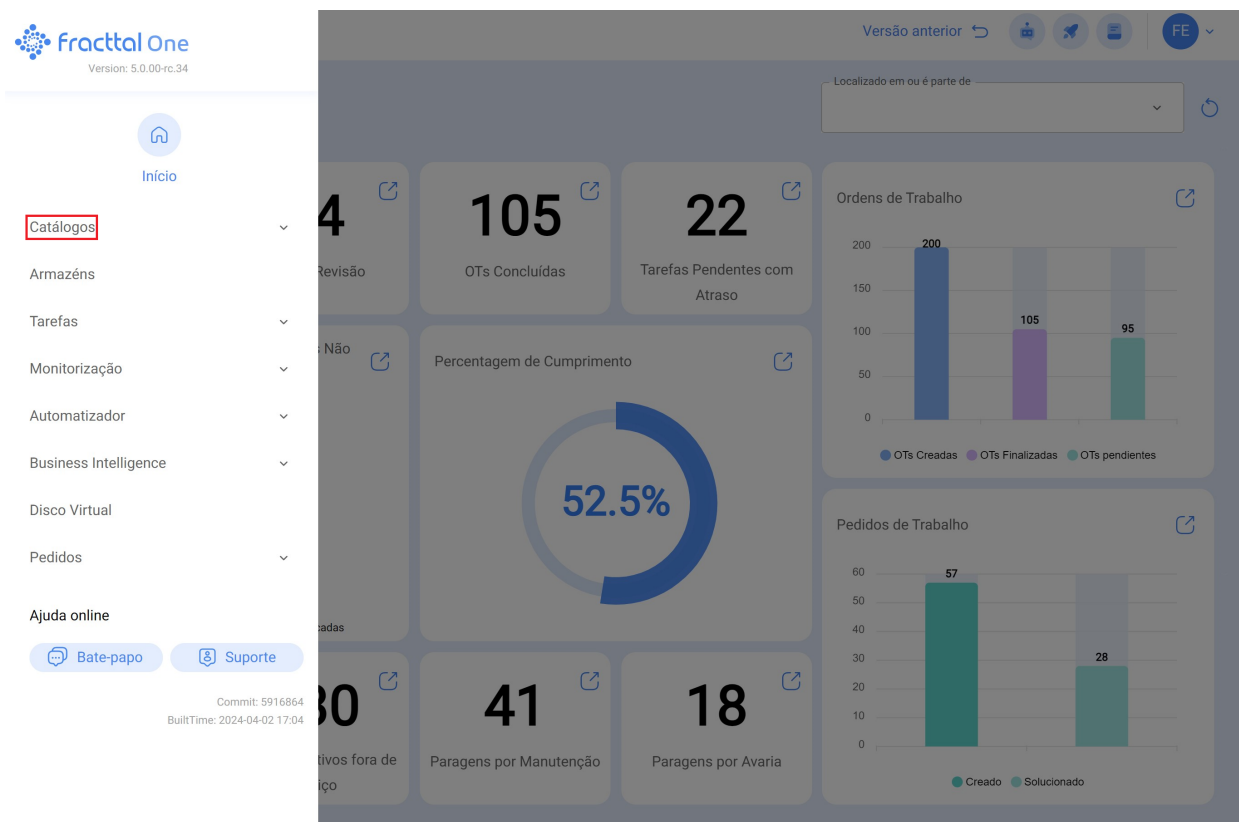 fracttal One
Version: 5.0.00-rc.34
Início
Catálogos
Armazéns
Tarefas
Monitorização
Automatizador
Business Intelligence
Disco Virtual
Pedidos
Ajuda online
Bate-papo
Suporte
Commit: 5916864
BuiltTime: 2024-04-02 17:04
Versão anterior
FE
Localizado em ou é parte de
4
Revisão
105
OTs Concluídas
22
Tarefas Pendentes com
Atraso
Ordens de Trabalho
200
150
100
50
0
200
105
95
OTs Creadas
OTs Finalizadas
OTs pendientes
Não
Percentagem de Cumprimento
52.5%
Pedidos de Trabalho
60
50
40
30
20
10
0
57
28
Creado
Solucionado
cadas
30
tivos fora de
iço
41
Paragens por Manutenção
18
Paragens por Avaria